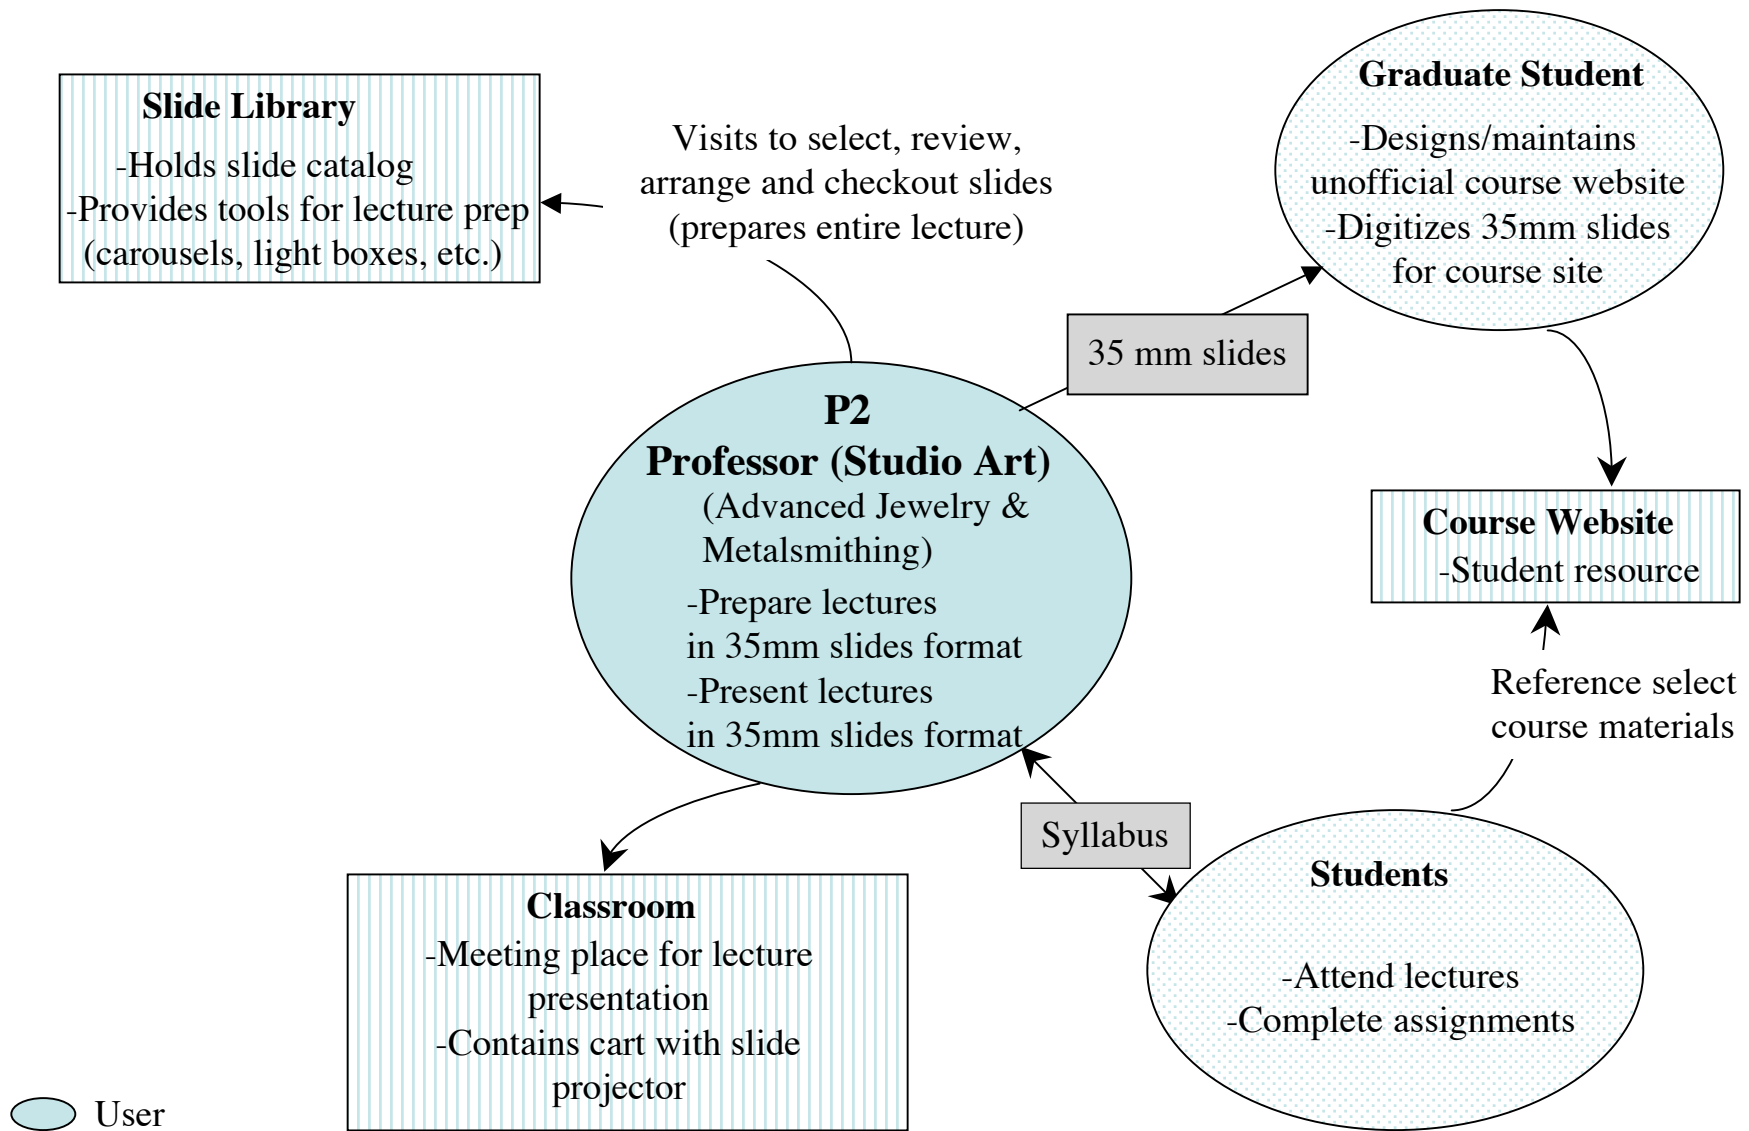 Slide Library
-Holds slide catalog
-Provides tools for lecture prep
(carousels, light boxes, etc.)
Visits to select, review,
arrange and checkout slides
(prepares entire lecture)
Graduate Student
-Designs/maintains
unofficial course website
-Digitizes 35mm slides
for course site
35 mm slides
P2
Professor (Studio Art)
(Advanced Jewelry &
Metalsmithing)
-Prepare lectures
in 35mm slides format
-Present lectures
in 35mm slides format
Course Website
-Student resource
Reference select
course materials
Syllabus
Students
-Attend lectures
-Complete assignments
Classroom
-Meeting place for lecture
presentation
-Contains cart with slide
projector
User